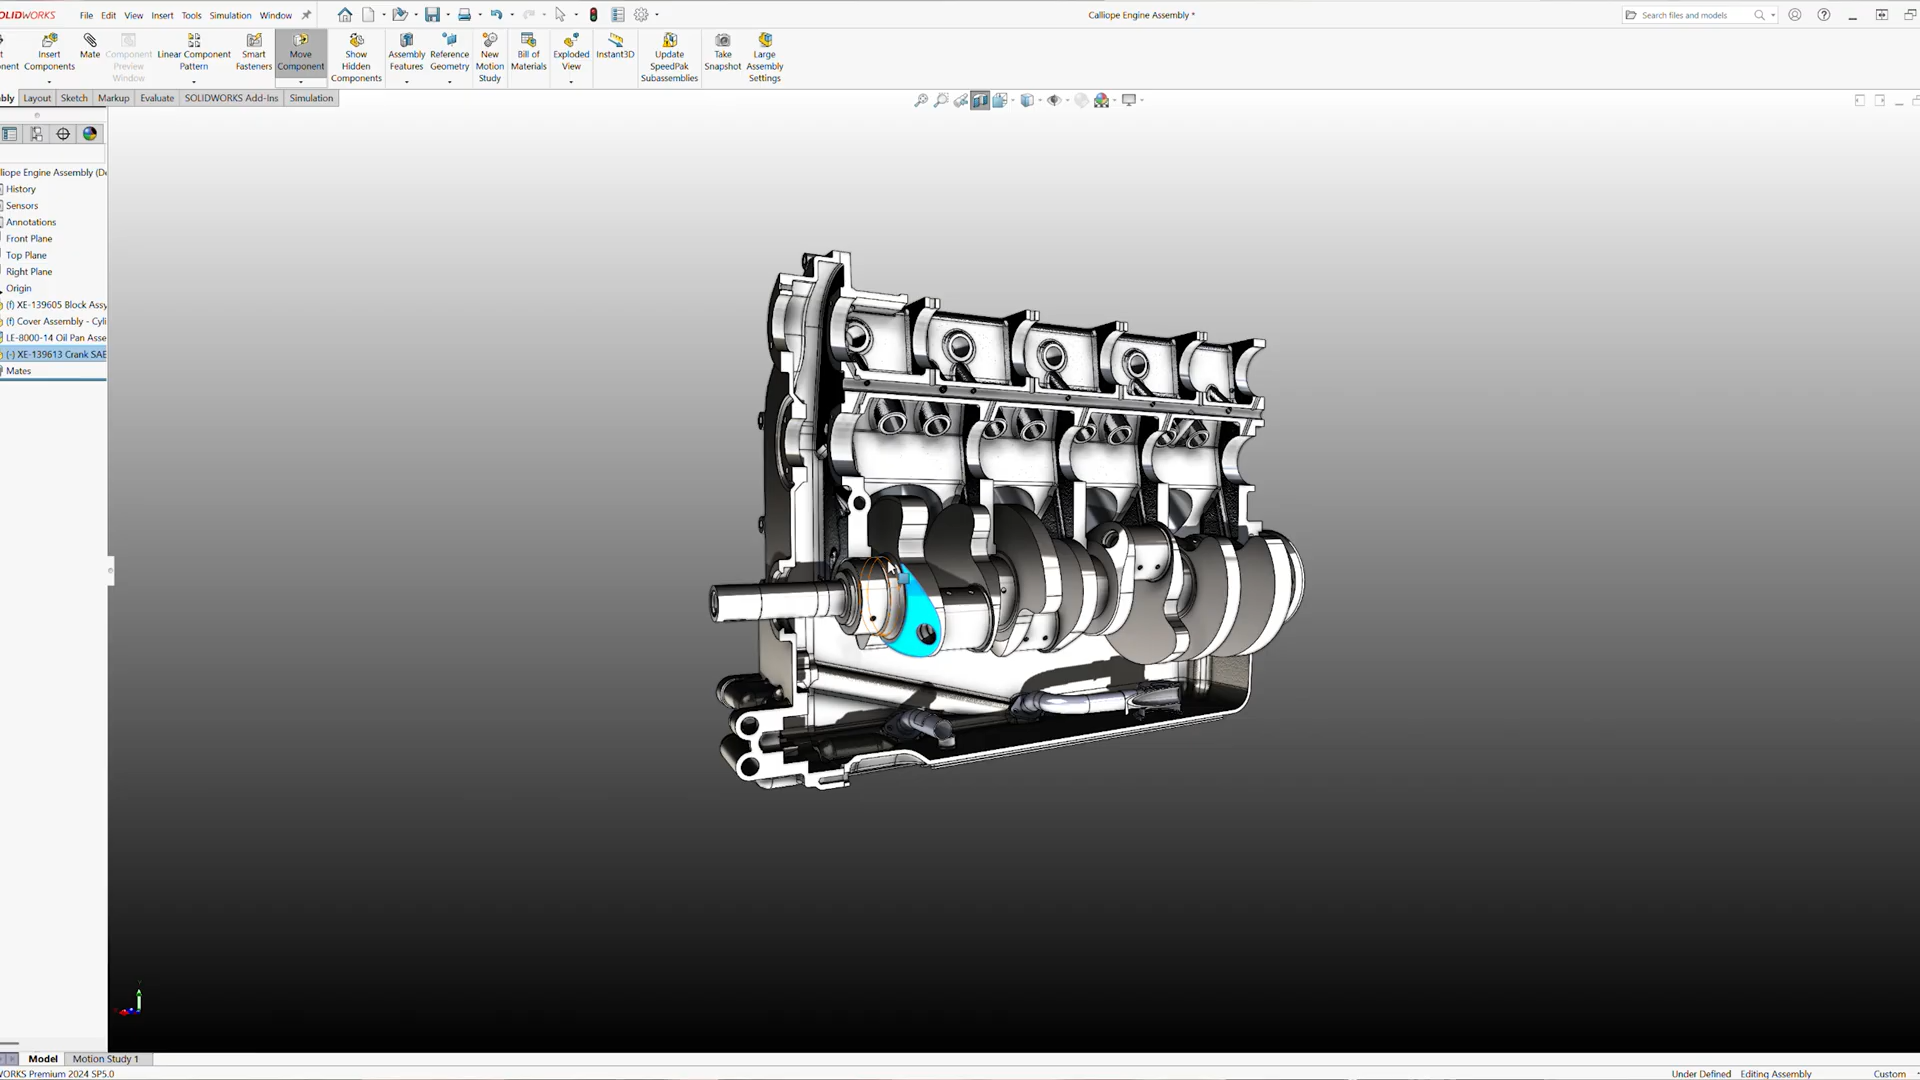 OLIDWORKS File Edit View Insert Tools Simulation Window Calliope Engine Assembly * Search files and models
Insert Components
Mate
Component Preview Window
Linear Component Pattern
Smart Fasteners
Move Component
Show Hidden Components
Assembly Features
Reference Geometry
New Motion Study
Bill of Materials
Exploded View
Instant3D
Update SpeedPak Subassemblies
Take Snapshot
Large Assembly Settings
bly Layout Sketch Markup Evaluate SOLIDWORKS Add-Ins Simulation
lliope Engine Assembly (De
History
Sensors
Annotations
Front Plane
Top Plane
Right Plane
Origin
(f) XE-139605 Block Assy
(f) Cover Assembly - Cyli
LE-8000-14 Oil Pan Asse
(-) XE-139613 Crank SAE
Mates
Model Motion Study 1
WORKS Premium 2024 SP5.0 Under Defined Editing Assembly Custom